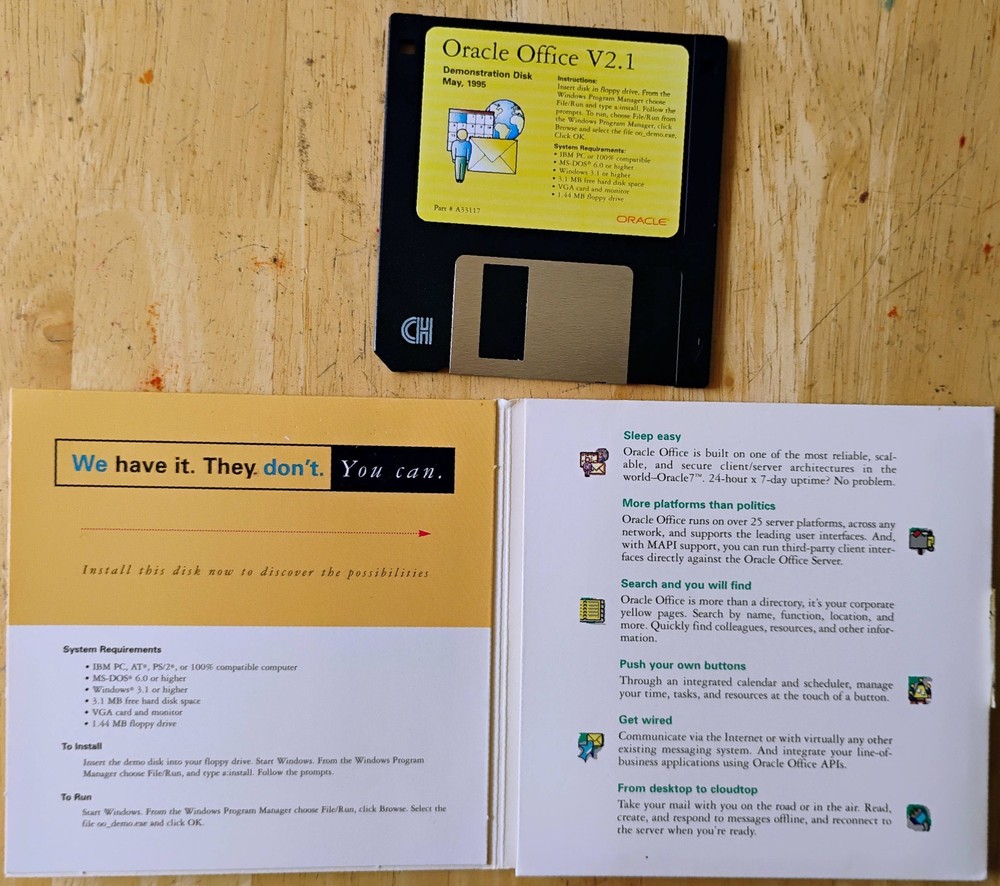 Oracle Office V2.1
Demonstration Disk
May, 1995
Instructions:
Insert disk in floppy drive. From the
Windows Program Manager choose
File/Run and type a:install. Follow the
prompts. To run, choose File/Run from
the Windows Program Manager, click
Browse and select the file oo_demo.exe.
Click OK.
System Requirements:
• IBM PC or 100% compatible
• MS-DOS® 6.0 or higher
• Windows 3.1 or higher
• 3.1 MB free hard disk space
• VGA card and monitor
• 1.44 MB floppy drive
Part # A33117
ORACLE
CH
We have it. They don't. You can.
Install this disk now to discover the possibilities
System Requirements
• IBM PC, AT®, PS/2®, or 100% compatible computer
• MS-DOS® 6.0 or higher
• Windows® 3.1 or higher
• 3.1 MB free hard disk space
• VGA card and monitor
• 1.44 MB floppy drive
To Install
Insert the demo disk into your floppy drive. Start Windows. From the Windows Program
Manager choose File/Run, and type a:install. Follow the prompts.
To Run
Start Windows. From the Windows Program Manager choose File/Run, click Browse. Select the
file oo_demo.exe and click OK.
Sleep easy
Oracle Office is built on one of the most reliable, scal-
able, and secure client/server architectures in the
world–Oracle7™. 24-hour x 7-day uptime? No problem.
More platforms than politics
Oracle Office runs on over 25 server platforms, across any
network, and supports the leading user interfaces. And,
with MAPI support, you can run third-party client inter-
faces directly against the Oracle Office Server.
Search and you will find
Oracle Office is more than a directory, it's your corporate
yellow pages. Search by name, function, location, and
more. Quickly find colleagues, resources, and other infor-
mation.
Push your own buttons
Through an integrated calendar and scheduler, manage
your time, tasks, and resources at the touch of a button.
Get wired
Communicate via the Internet or with virtually any other
existing messaging system. And integrate your line-of-
business applications using Oracle Office APIs.
From desktop to cloudtop
Take your mail with you on the road or in the air. Read,
create, and respond to messages offline, and reconnect to
the server when you're ready.